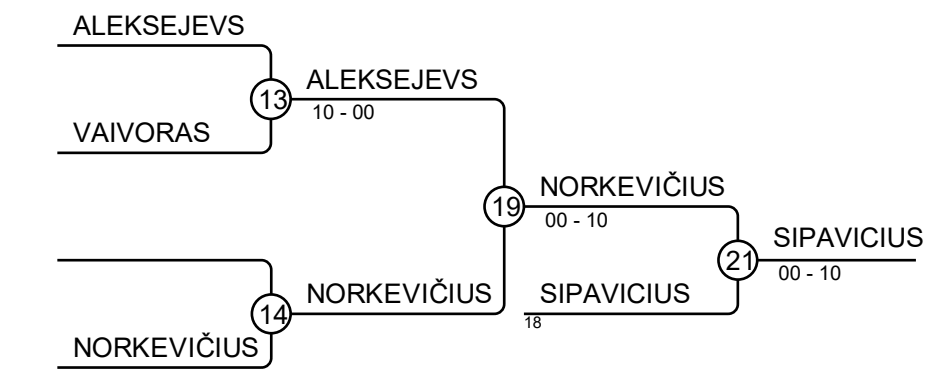 ALEKSEJEVS
13
ALEKSEJEVS
10 - 00
VAIVORAS
19
NORKEVIČIUS
00 - 10
21
SIPAVICIUS
00 - 10
14
NORKEVIČIUS
SIPAVICIUS
18
NORKEVIČIUS